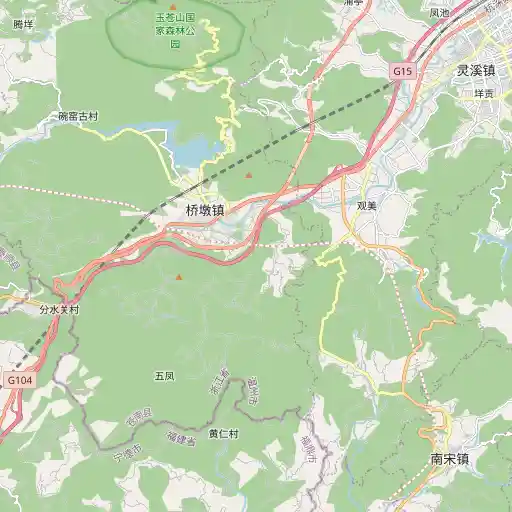 蒲亭
凤池
玉苍山国
家森林公
园
腾垟
G15
灵溪镇
垟贡
碗窑古村
桥墩镇
观美
分水关村
五凤
G104
浙江省
温州市
苍南县
福建省
宁德市
黄仁村
福鼎市
南宋镇